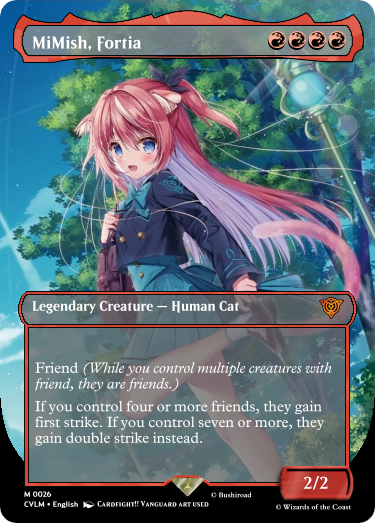 MiMish, Fortia
Legendary Creature — Human Cat
Friend (While you control multiple creatures with
friend, they are friends.)
If you control four or more friends, they gain
first strike. If you control seven or more, they
gain double strike instead.
2/2
M 0026
© Bushiroad
CVLM • English CARDFIGHT!! VANGUARD ART USED
© Wizards of the Coast